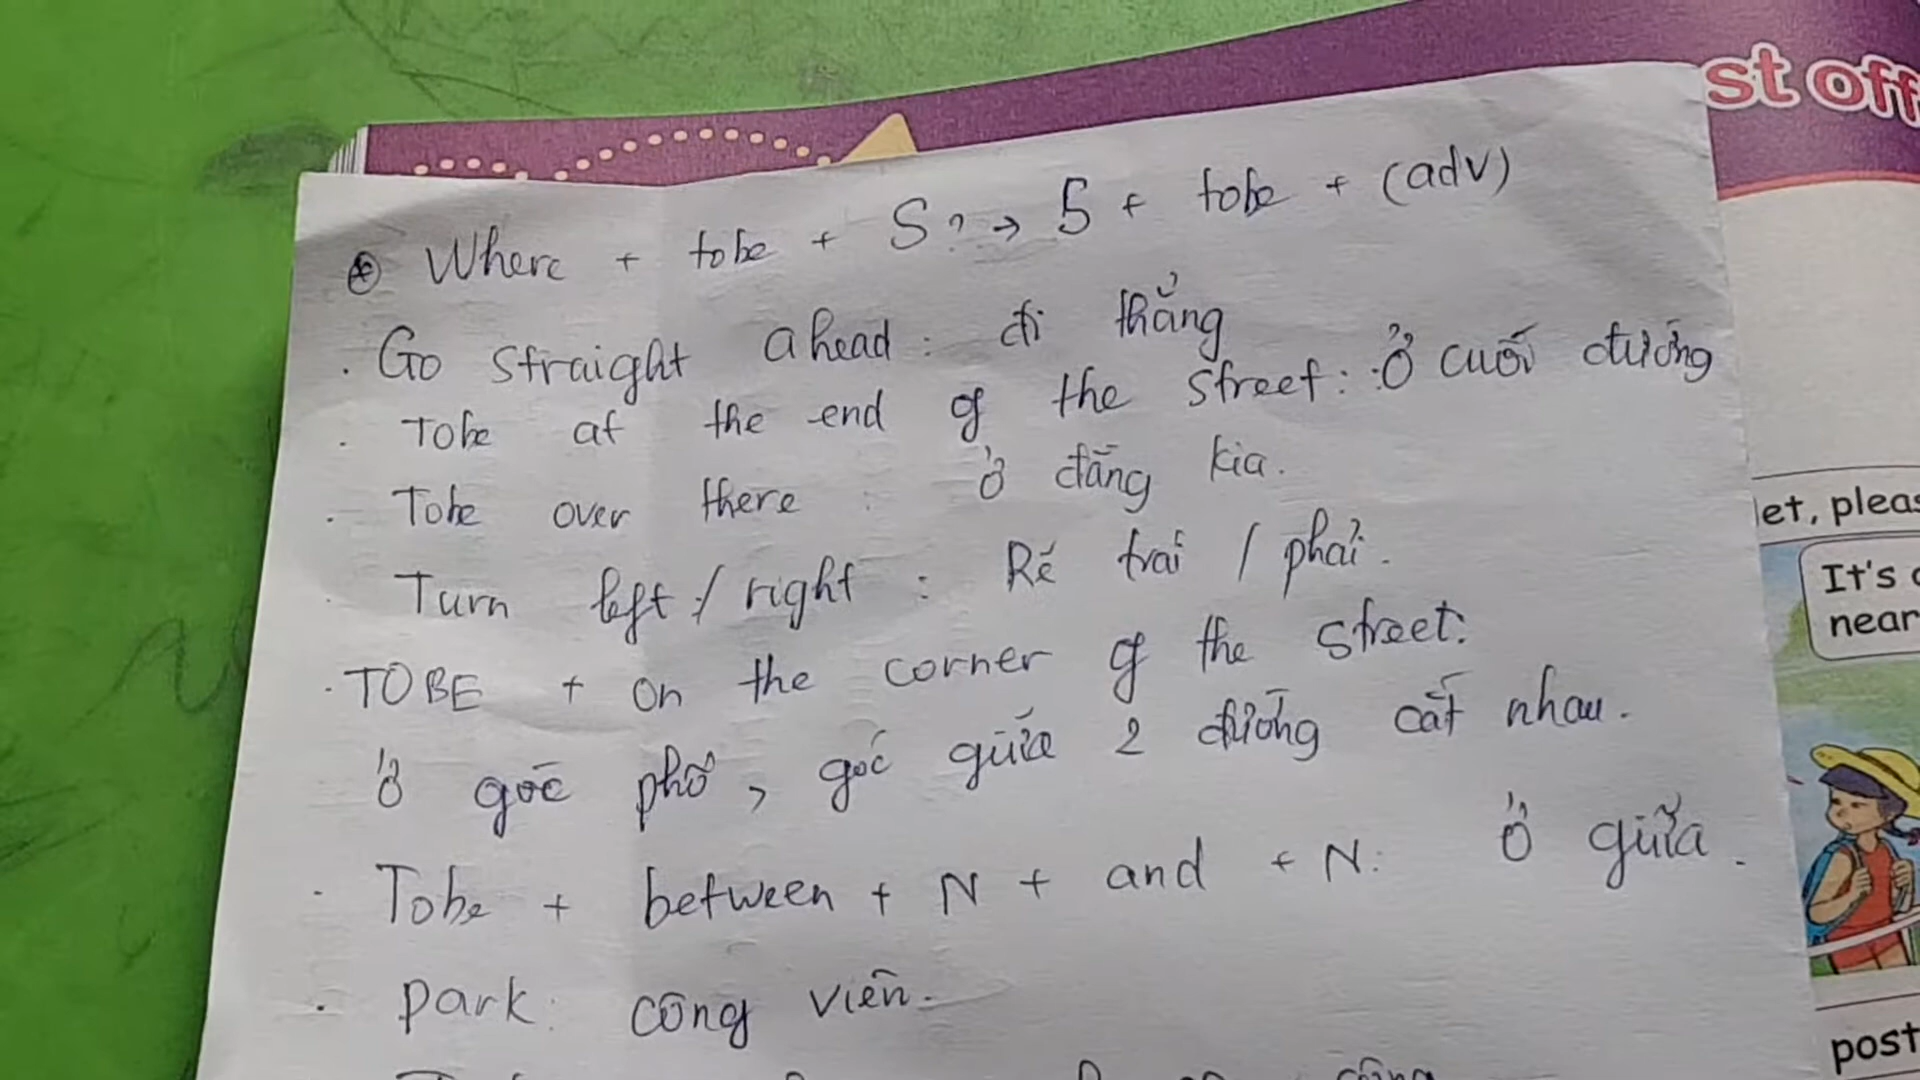 st off
⊛ Where + tobe + S? → S + tobe + (adv)
. Go straight ahead : đi thẳng
. Tobe at the end of the street : Ở cuối đường
. Tobe over there : ở đằng kia.
. Turn left / right : Rẽ trái / phải.
. TOBE + on the corner of the street:
ở góc phố, góc giữa 2 đường cắt nhau.
. Tobe + between + N + and + N: ở giữa.
. park: công viên.
công
let, pleas
It's
near
post